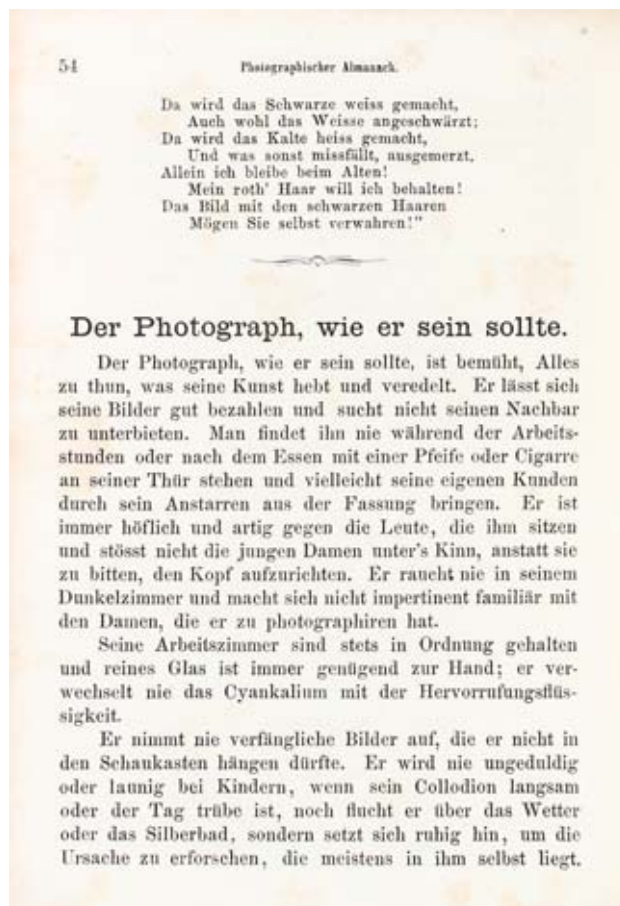 54
Photographischer Almanach.
Da wird das Schwarze weiss gemacht,
Auch wohl das Weisse angeschwärzt;
Da wird das Kalte heiss gemacht,
Und was sonst missfällt, ausgemerzt,
Allein ich bleibe beim Alten!
Mein roth' Haar will ich behalten!
Das Bild mit den schwarzen Haaren
Mögen Sie selbst verwahren!"
Der Photograph, wie er sein sollte.
Der Photograph, wie er sein sollte, ist bemüht, Alles
zu thun, was seine Kunst hebt und veredelt. Er lässt sich
seine Bilder gut bezahlen und sucht nicht seinen Nachbar
zu unterbieten. Man findet ihn nie während der Arbeits-
stunden oder nach dem Essen mit einer Pfeife oder Cigarre
an seiner Thür stehen und vielleicht seine eigenen Kunden
durch sein Anstarren aus der Fassung bringen. Er ist
immer höflich und artig gegen die Leute, die ihm sitzen
und stösst nicht die jungen Damen unter's Kinn, anstatt sie
zu bitten, den Kopf aufzurichten. Er raucht nie in seinem
Dunkelzimmer und macht sich nicht impertinent familiär mit
den Damen, die er zu photographiren hat.
Seine Arbeitszimmer sind stets in Ordnung gehalten
und reines Glas ist immer genügend zur Hand; er ver-
wechselt nie das Cyankalium mit der Hervorrufungsflüs-
sigkeit.
Er nimmt nie verfängliche Bilder auf, die er nicht in
den Schaukasten hängen dürfte. Er wird nie ungeduldig
oder launig bei Kindern, wenn sein Collodion langsam
oder der Tag trübe ist, noch flucht er über das Wetter
oder das Silberbad, sondern setzt sich ruhig hin, um die
Ursache zu erforschen, die meistens in ihm selbst liegt.